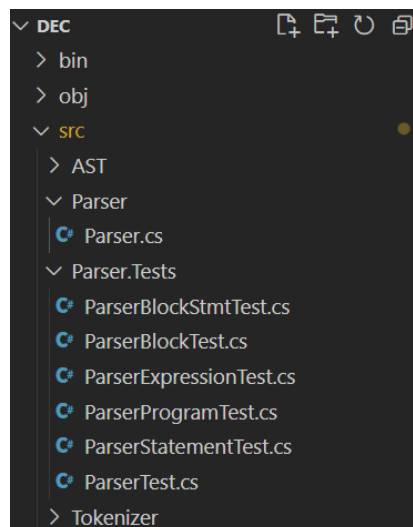 DEC
bin
obj
src
AST
Parser
C# Parser.cs
Parser.Tests
C# ParserBlockStmtTest.cs
C# ParserBlockTest.cs
C# ParserExpressionTest.cs
C# ParserProgramTest.cs
C# ParserStatementTest.cs
C# ParserTest.cs
Tokenizer